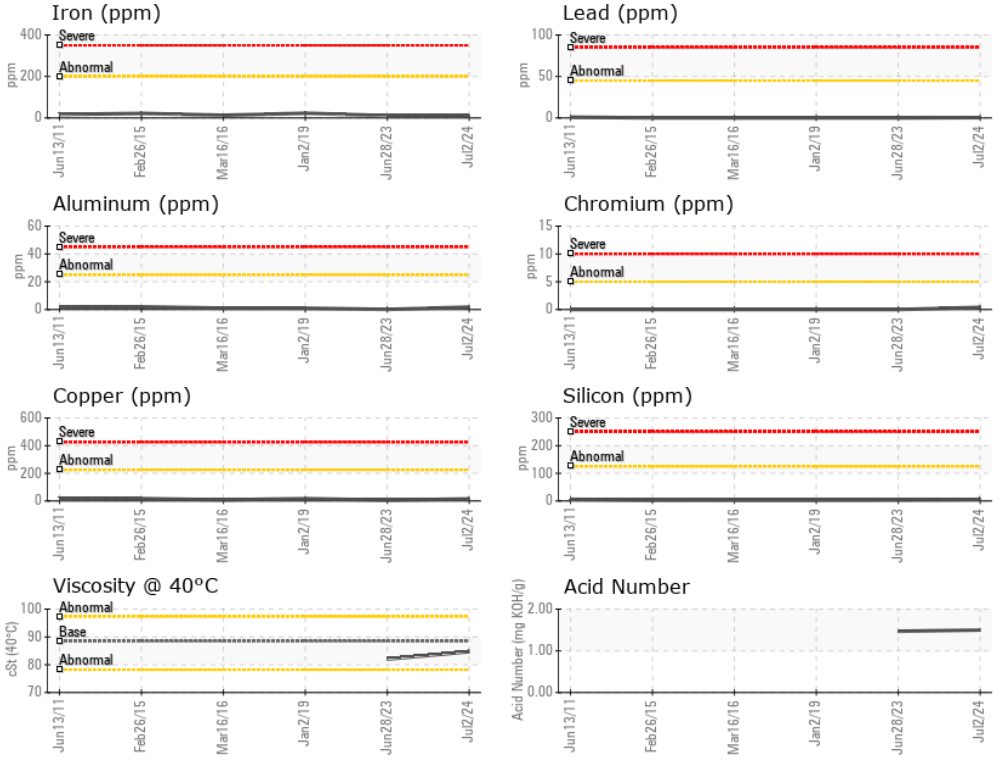 Iron (ppm)
400
200
0
ppm
Severe
Abnormal
Jun13/11
Feb26/15
Mar16/16
Jan2/19
Jun28/23
Jul2/24
Lead (ppm)
100
50
0
ppm
Severe
Abnormal
Jun13/11
Feb26/15
Mar16/16
Jan2/19
Jun28/23
Jul2/24
Aluminum (ppm)
60
40
20
0
ppm
Severe
Abnormal
Jun13/11
Feb26/15
Mar16/16
Jan2/19
Jun28/23
Jul2/24
Chromium (ppm)
15
10
5
0
ppm
Severe
Abnormal
Jun13/11
Feb26/15
Mar16/16
Jan2/19
Jun28/23
Jul2/24
Copper (ppm)
600
400
200
0
ppm
Severe
Abnormal
Jun13/11
Feb26/15
Mar16/16
Jan2/19
Jun28/23
Jul2/24
Silicon (ppm)
300
200
100
0
ppm
Severe
Abnormal
Jun13/11
Feb26/15
Mar16/16
Jan2/19
Jun28/23
Jul2/24
Viscosity @ 40°C
100
90
80
70
cSt (40°C)
Abnormal
Base
Abnormal
Jun13/11
Feb26/15
Mar16/16
Jan2/19
Jun28/23
Jul2/24
Acid Number
2.00
1.00
0.00
Acid Number (mg KOH/g)
Jun13/11
Feb26/15
Mar16/16
Jan2/19
Jun28/23
Jul2/24